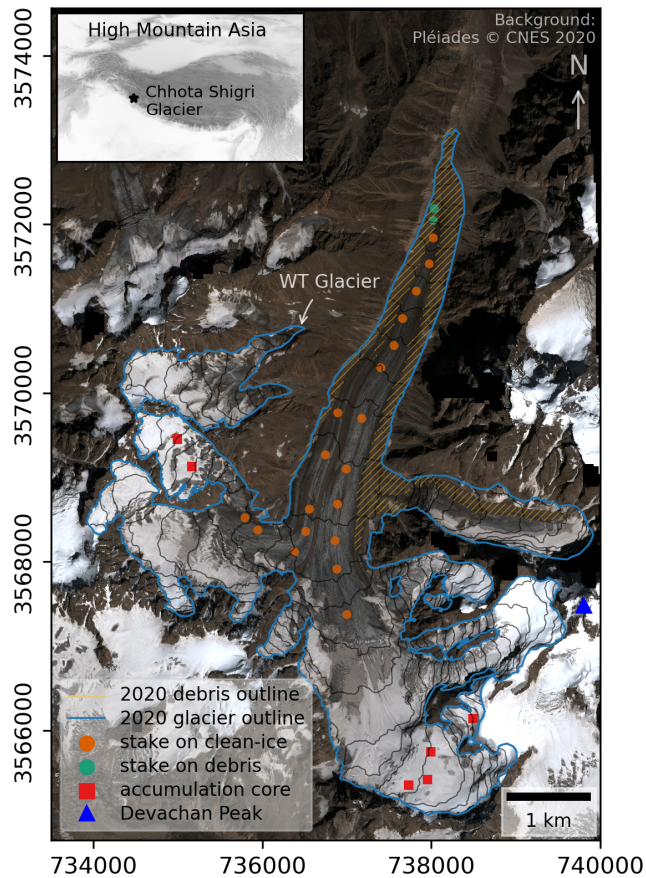 Background:
Pléiades © CNES 2020
High Mountain Asia
Chhota Shigri
Glacier
N
WT Glacier
3574000
3572000
3570000
3568000
3566000
2020 debris outline
2020 glacier outline
stake on clean-ice
stake on debris
accumulation core
Devachan Peak
1 km
734000 736000 738000 740000